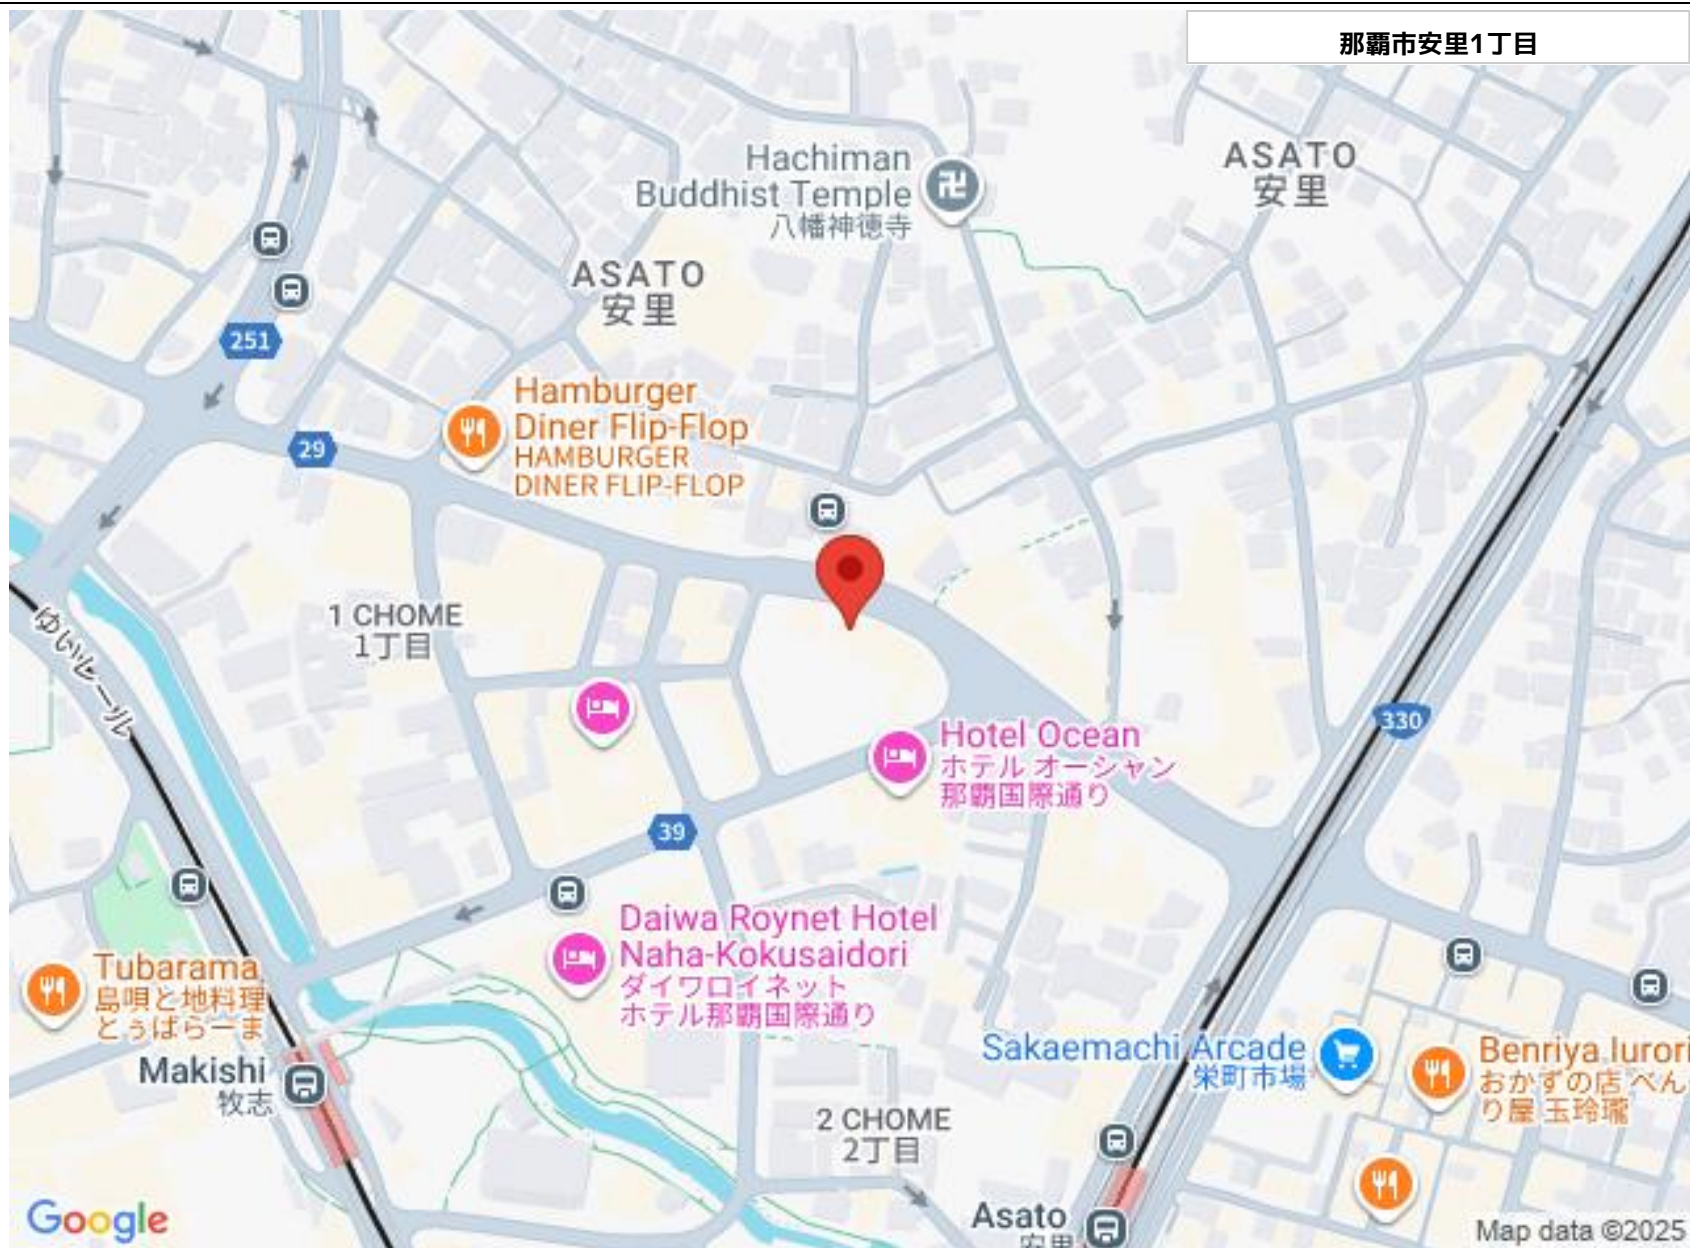 那覇市安里1丁目
Hachiman
Buddhist Temple
八幡神徳寺
ASATO
安里
ASATO
安里
251
Hamburger
Diner Flip-Flop
HAMBURGER
DINER FLIP-FLOP
29
1 CHOME
1丁目
ゆいレール
330
Hotel Ocean
ホテル オーシャン
那覇国際通り
39
Daiwa Roynet Hotel
Naha-Kokusaidori
ダイワロイネット
ホテル那覇国際通り
Tubarama
島唄と地料理
とぅばらーま
Makishi
牧志
Sakaemachi Arcade
栄町市場
Benriya Iurori
おかずの店 べん
り屋 玉玲瓏
2 CHOME
2丁目
Asato
安里
Google
Map data ©2025